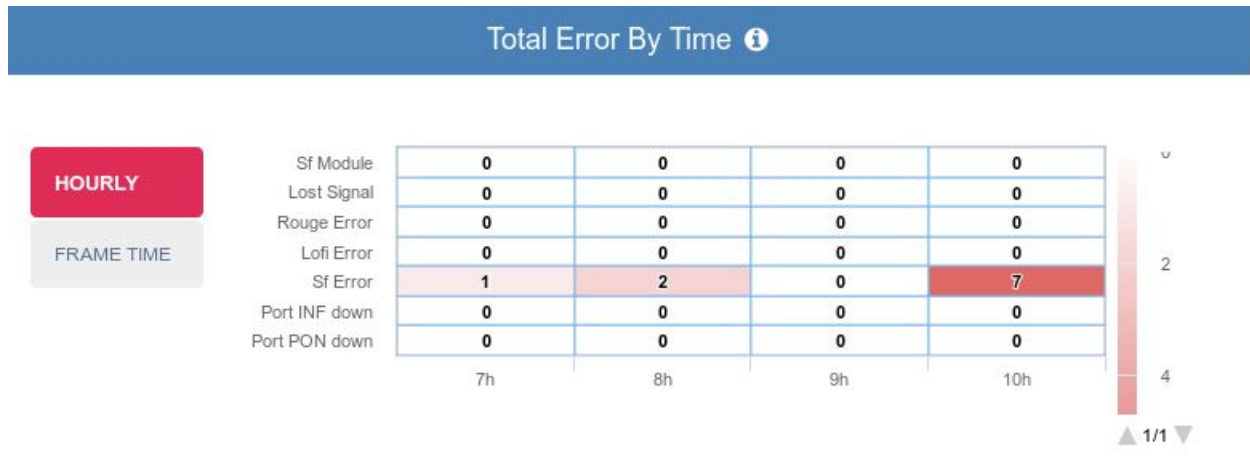 Total Error By Time
HOURLY
FRAME TIME
Sf Module 0 0 0 0
Lost Signal 0 0 0 0
Rouge Error 0 0 0 0
Lofi Error 0 0 0 0
Sf Error 1 2 0 7
Port INF down 0 0 0 0
Port PON down 0 0 0 0
7h 8h 9h 10h
2
4
1/1